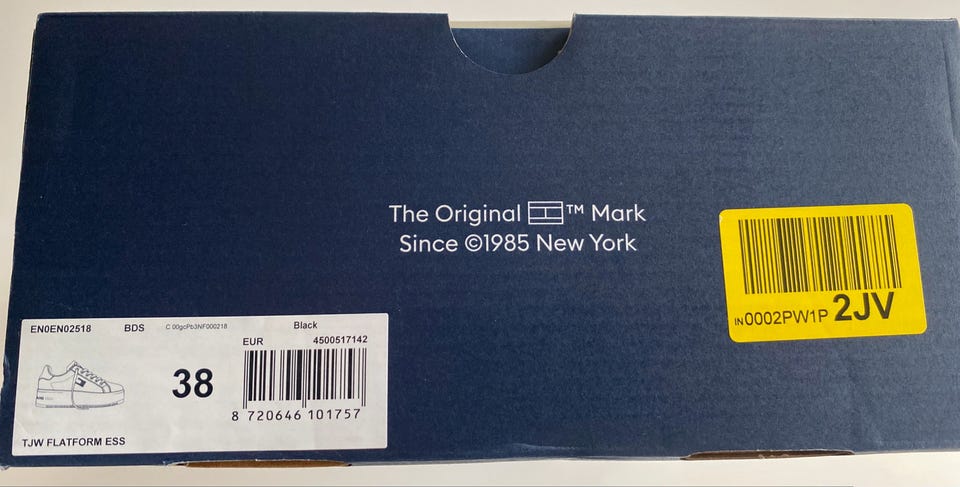 The Original ™ Mark
Since ©1985 New York
IN0002PW1P 2JV
EN0EN02518 BDS C 00gcPb3NF000218 Black
EUR 4500517142
38
8 720646 101757
TJW FLATFORM ESS